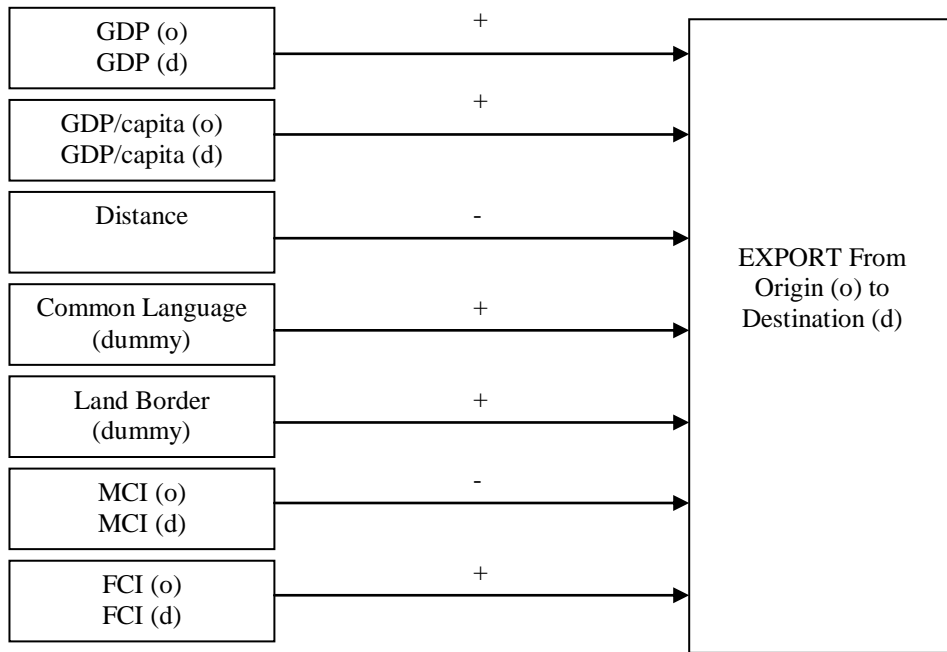 GDP (o)
GDP (d)
+
GDP/capita (o)
GDP/capita (d)
+
Distance
-
Common Language
(dummy)
+
Land Border
(dummy)
+
MCI (o)
MCI (d)
-
FCI (o)
FCI (d)
+
EXPORT From
Origin (o) to
Destination (d)